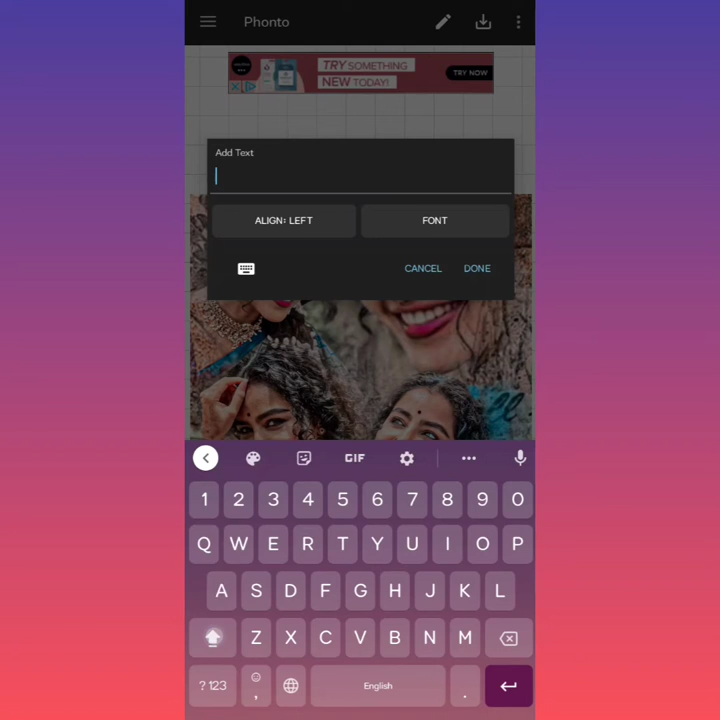 Phonto
TRY SOMETHING
NEW TODAY!
TRY NOW
Add Text
ALIGN: LEFT
FONT
CANCEL
DONE
GIF
1 2 3 4 5 6 7 8 9 0
Q W E R T Y U I O P
A S D F G H J K L
Z X C V B N M
?123 , English .